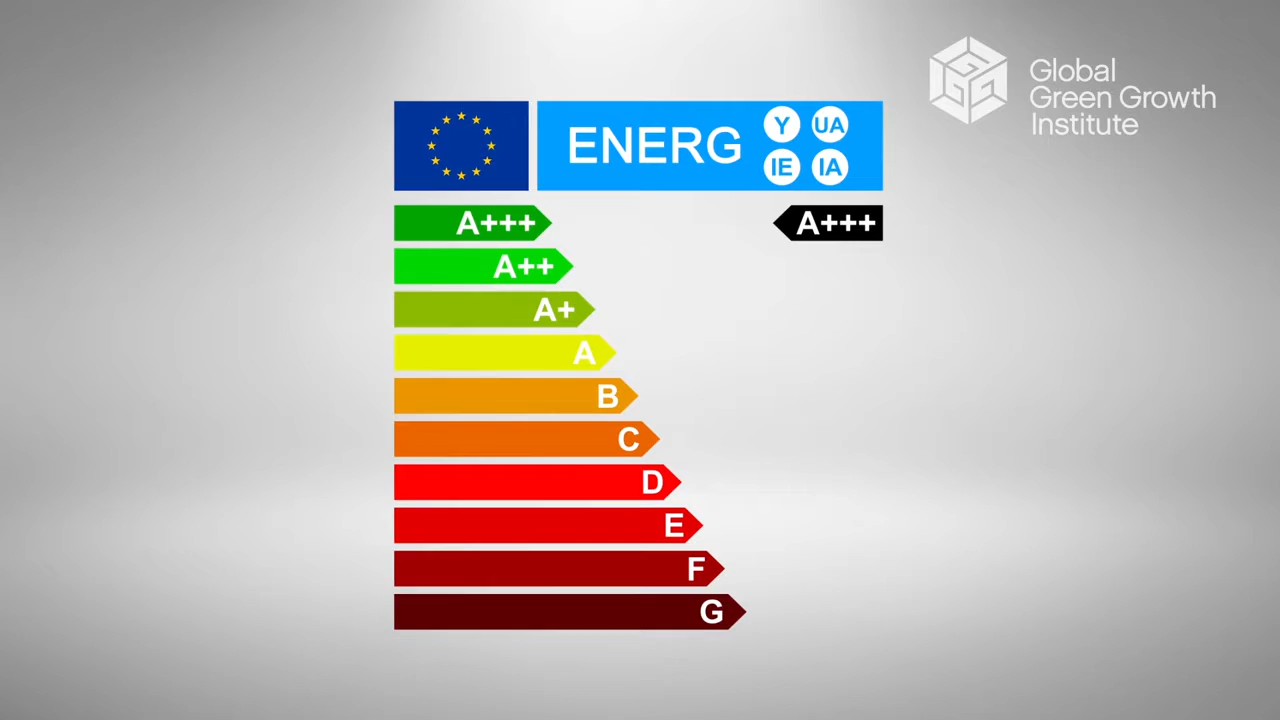 Global
Green Growth
Institute
ENERG
Y UA
IE IA
A+++
A+++
A++
A+
A
B
C
D
E
F
G